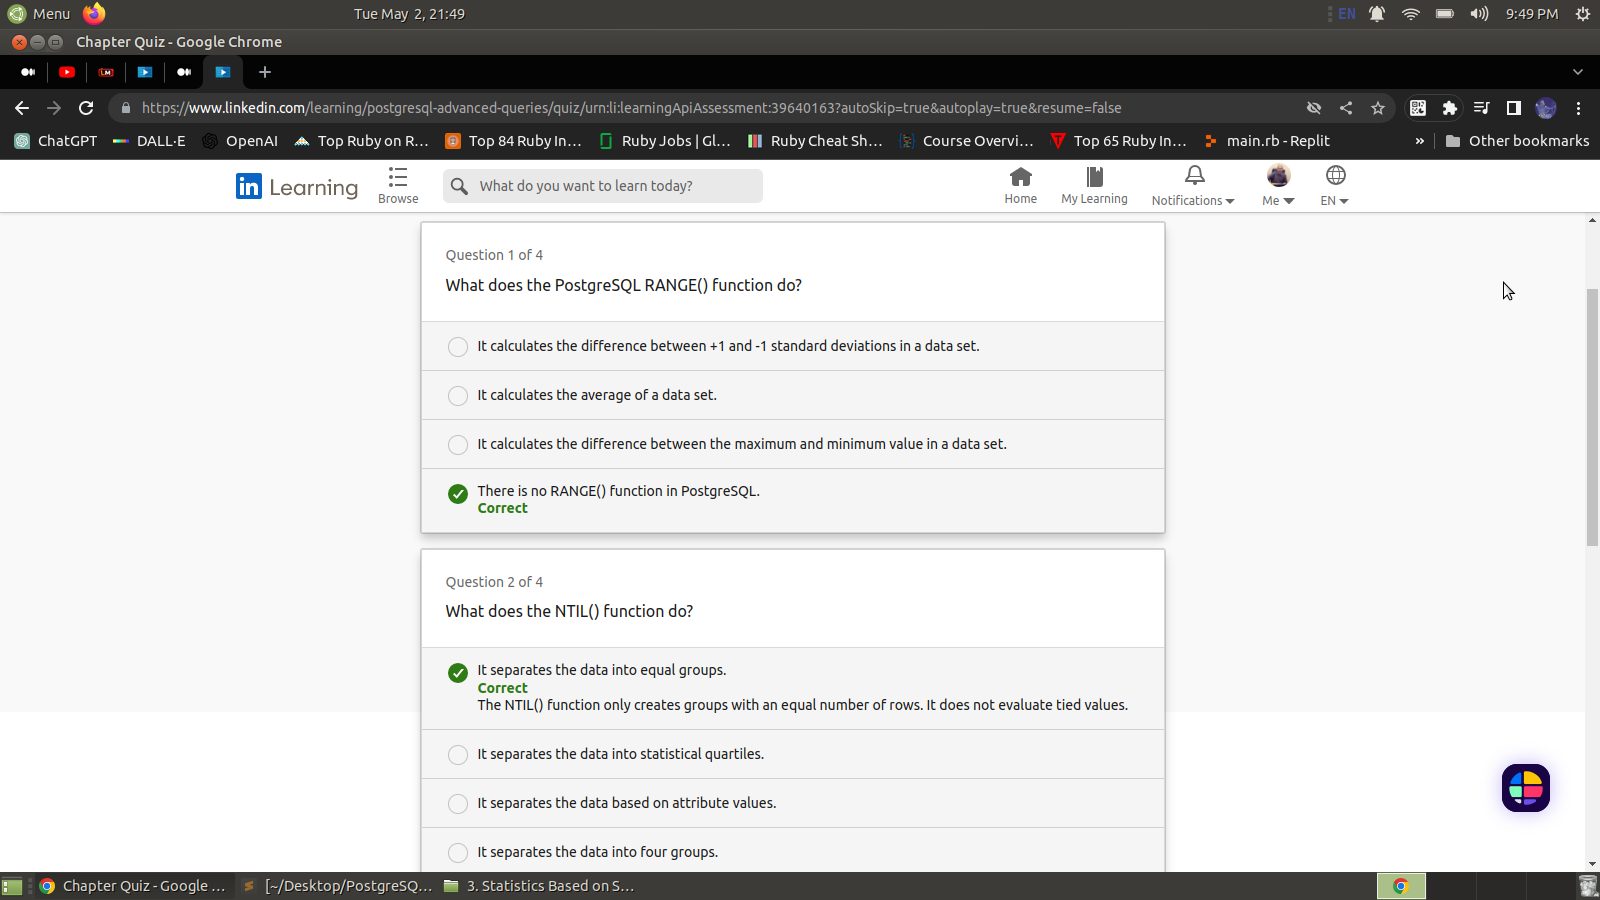 Menu
Tue May 2, 21:49
EN
9:49 PM
Chapter Quiz - Google Chrome
LM
https://www.linkedin.com/learning/postgresql-advanced-queries/quiz/urn:li:learningApiAssessment:39640163?autoSkip=true&autoplay=true&resume=false
ChatGPT
DALL·E
OpenAI
Top Ruby on R...
Top 84 Ruby In...
Ruby Jobs | Gl...
Ruby Cheat Sh...
Course Overvi...
Top 65 Ruby In...
main.rb - Replit
»
Other bookmarks
in Learning
Browse
What do you want to learn today?
Home
My Learning
Notifications
Me
EN
Question 1 of 4
What does the PostgreSQL RANGE() function do?
It calculates the difference between +1 and -1 standard deviations in a data set.
It calculates the average of a data set.
It calculates the difference between the maximum and minimum value in a data set.
There is no RANGE() function in PostgreSQL.
Correct
Question 2 of 4
What does the NTIL() function do?
It separates the data into equal groups.
Correct
The NTIL() function only creates groups with an equal number of rows. It does not evaluate tied values.
It separates the data into statistical quartiles.
It separates the data based on attribute values.
It separates the data into four groups.
Chapter Quiz - Google ...
[~/Desktop/PostgreSQ...
3. Statistics Based on S...